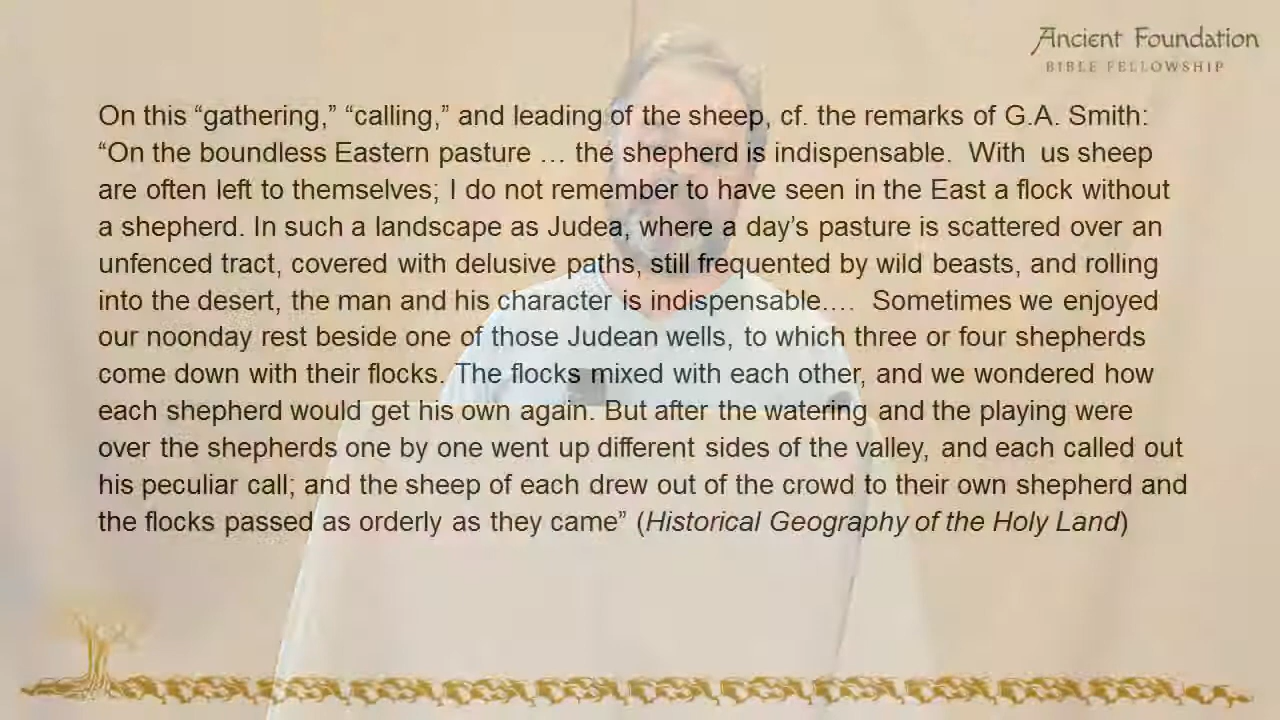 Ancient Foundation
BIBLE FELLOWSHIP
On this “gathering,” “calling,” and leading of the sheep, cf. the remarks of G.A. Smith:
“On the boundless Eastern pasture … the shepherd is indispensable.  With  us sheep
are often left to themselves; I do not remember to have seen in the East a flock without
a shepherd. In such a landscape as Judea, where a day’s pasture is scattered over an
unfenced tract, covered with delusive paths, still frequented by wild beasts, and rolling
into the desert, the man and his character is indispensable….  Sometimes we enjoyed
our noonday rest beside one of those Judean wells, to which three or four shepherds
come down with their flocks. The flocks mixed with each other, and we wondered how
each shepherd would get his own again. But after the watering and the playing were
over the shepherds one by one went up different sides of the valley, and each called out
his peculiar call; and the sheep of each drew out of the crowd to their own shepherd and
the flocks passed as orderly as they came” (Historical Geography of the Holy Land)